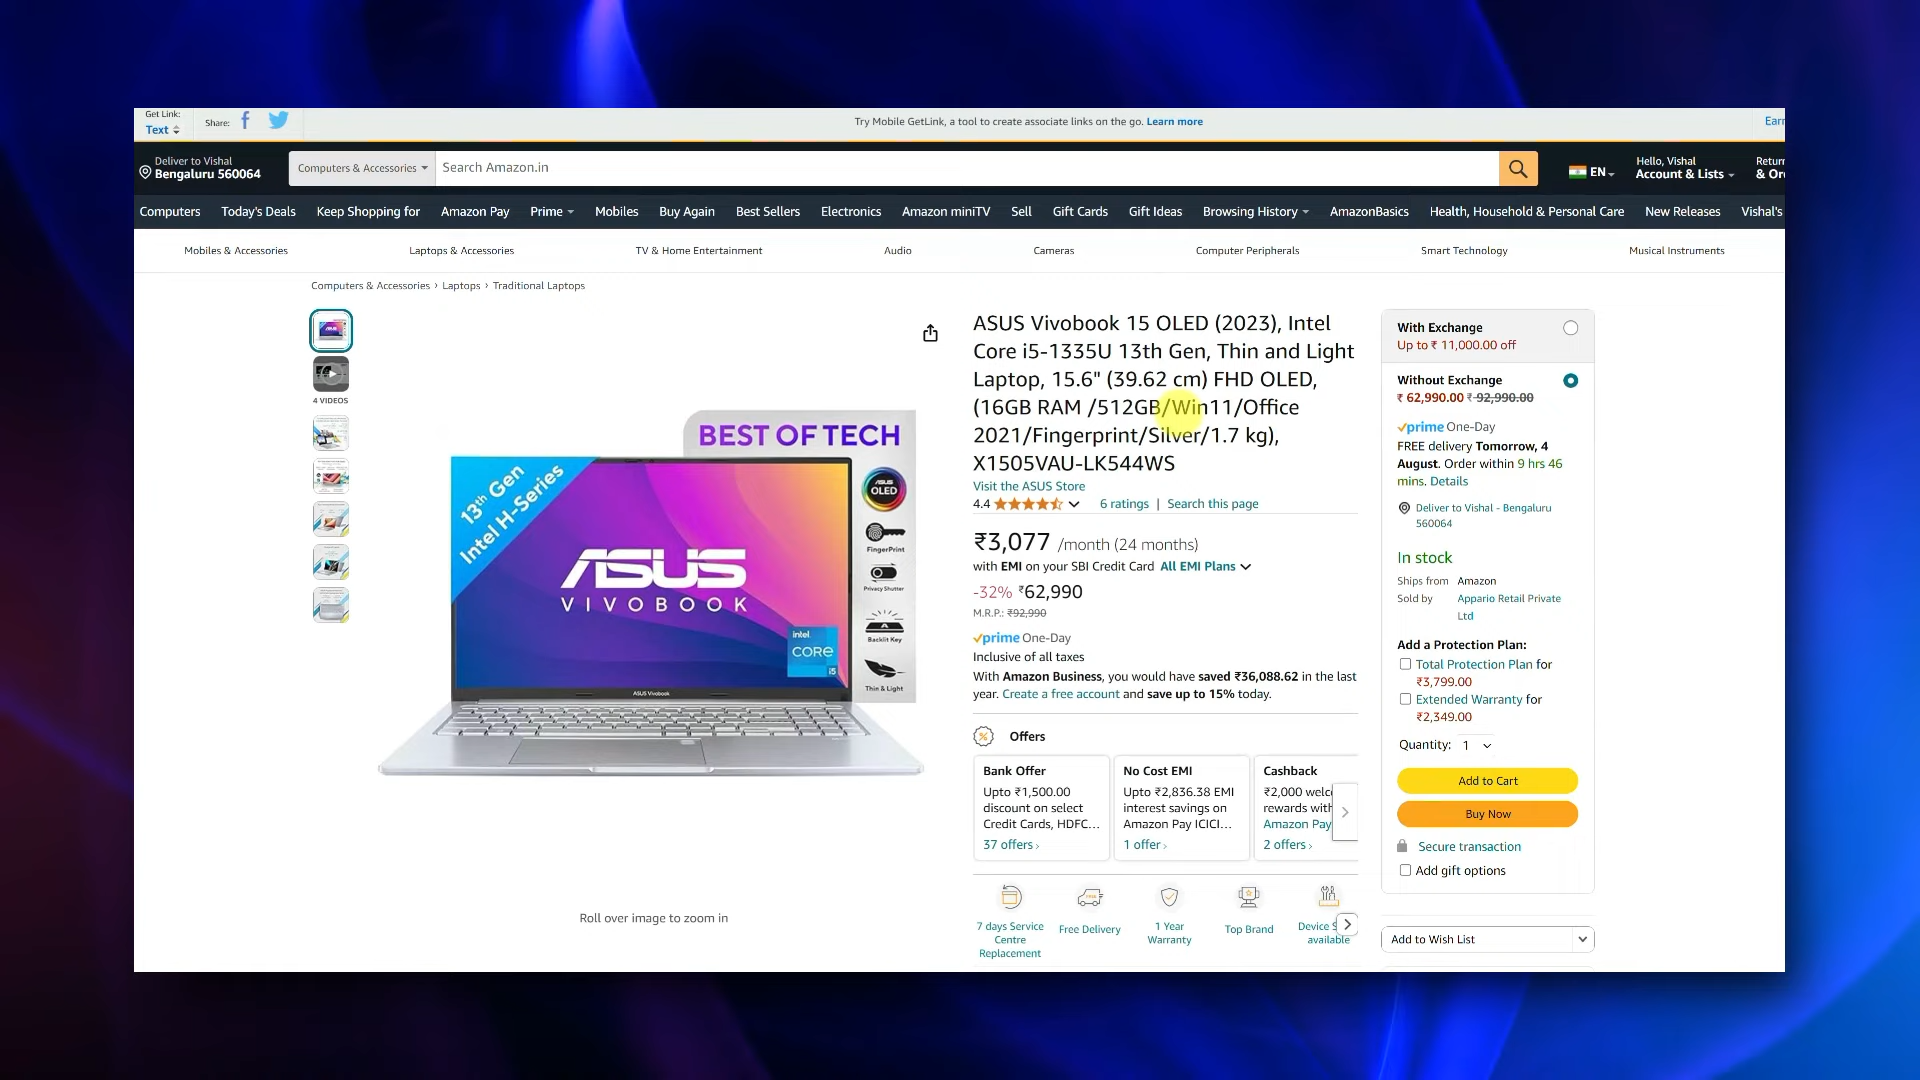 Get Link:
Text
Share:
Try Mobile GetLink, a tool to create associate links on the go. Learn more
Deliver to Vishal
Bengaluru 560064
Computers & Accessories
Search Amazon.in
EN
Hello, Vishal
Account & Lists
Computers Today's Deals Keep Shopping for Amazon Pay Prime Mobiles Buy Again Best Sellers Electronics Amazon miniTV Sell Gift Cards Gift Ideas Browsing History AmazonBasics Health, Household & Personal Care New Releases Vishal's
Mobiles & Accessories Laptops & Accessories TV & Home Entertainment Audio Cameras Computer Peripherals Smart Technology Musical Instruments
Computers & Accessories › Laptops › Traditional Laptops
4 VIDEOS
BEST OF TECH
13th Gen
Intel H-Series
ASUS
VIVOBOOK
intel
CORE
i5
ASUS Vivobook
ASUS
OLED
FingerPrint
Privacy Shutter
Backlit Key
Thin & Light
Roll over image to zoom in
ASUS Vivobook 15 OLED (2023), Intel
Core i5-1335U 13th Gen, Thin and Light
Laptop, 15.6" (39.62 cm) FHD OLED,
(16GB RAM /512GB/Win11/Office
2021/Fingerprint/Silver/1.7 kg),
X1505VAU-LK544WS
Visit the ASUS Store
4.4 6 ratings | Search this page
₹3,077 /month (24 months)
with EMI on your SBI Credit Card All EMI Plans
-32% ₹62,990
M.R.P.: ₹92,990
prime One-Day
Inclusive of all taxes
With Amazon Business, you would have saved ₹36,088.62 in the last
year. Create a free account and save up to 15% today.
% Offers
Bank Offer
Upto ₹1,500.00
discount on select
Credit Cards, HDFC...
37 offers ›
No Cost EMI
Upto ₹2,836.38 EMI
interest savings on
Amazon Pay ICICI...
1 offer ›
Cashback
₹2,000 welc
rewards with
Amazon Pay
2 offers ›
7 days Service
Centre
Replacement
Free Delivery
1 Year
Warranty
Top Brand
Device S
available
With Exchange
Up to ₹ 11,000.00 off
Without Exchange
₹ 62,990.00 ₹ 92,990.00
prime One-Day
FREE delivery Tomorrow, 4
August. Order within 9 hrs 46
mins. Details
Deliver to Vishal - Bengaluru
560064
In stock
Ships from Amazon
Sold by Appario Retail Private
Ltd
Add a Protection Plan:
Total Protection Plan for
₹3,799.00
Extended Warranty for
₹2,349.00
Quantity: 1
Add to Cart
Buy Now
Secure transaction
Add gift options
Add to Wish List